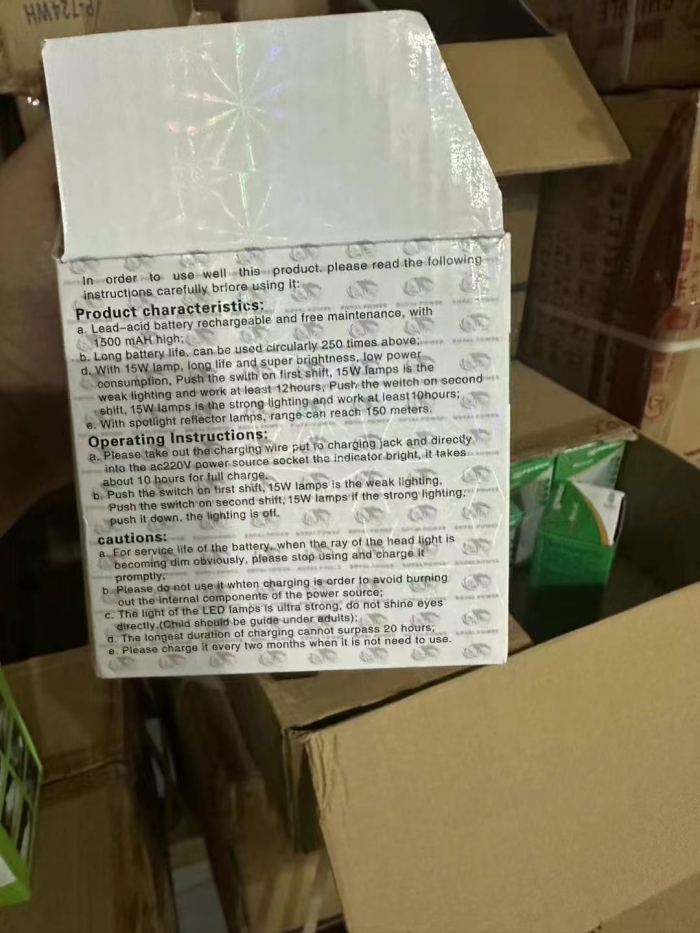 P-724WH
In order to use well this product. please read the following
instructions carefully brfore using it:
Product characteristics:
a. Lead-acid battery rechargeable and free maintenance, with
1500 mAH high;
b. Long battery life, can be used circularly 250 times above;
d. With 15W lamp, long life and super brightness, low power
consumption, Push the swith on first shift, 15W lamps is the
weak lighting and work at least 12hours, Push the weitch on second
shift, 15W lamps is the strong lighting and work at least10hours;
e. With spotlight reflector lamps, range can reach 150 meters.
Operating Instructions:
a. Please take out the charging wire put to charging jack and directly
into the ac220V power source socket the indicator bright, it takes
about 10 hours for full charge.
b. Push the switch on first shift, 15W lamps is the weak lighting,
Push the switch on second shift, 15W lamps if the strong lighting;
push it down, the lighting is off.
cautions:
a. For service life of the battery, when the ray of the head light is
becoming dim obviously, please stop using and charge it
promptly;
b. Please do not use it whten charging is order to avoid burning
out the internal components of the power source;
c. The light of the LED lamps is ultra strong, do not shine eyes
directly,(Child should be guide under adults);
d. The longest duration of charging cannot surpass 20 hours;
e. Please charge it every two months when it is not need to use.